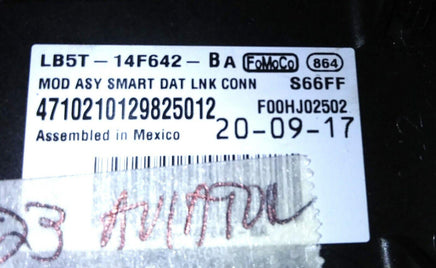 LB5T - 14F642 - BA FoMoCo 864
MOD ASY SMART DAT LNK CONN S66FF
4710210129825012 F00HJ02502
Assembled in Mexico 20-09-17
23 AVIATOR